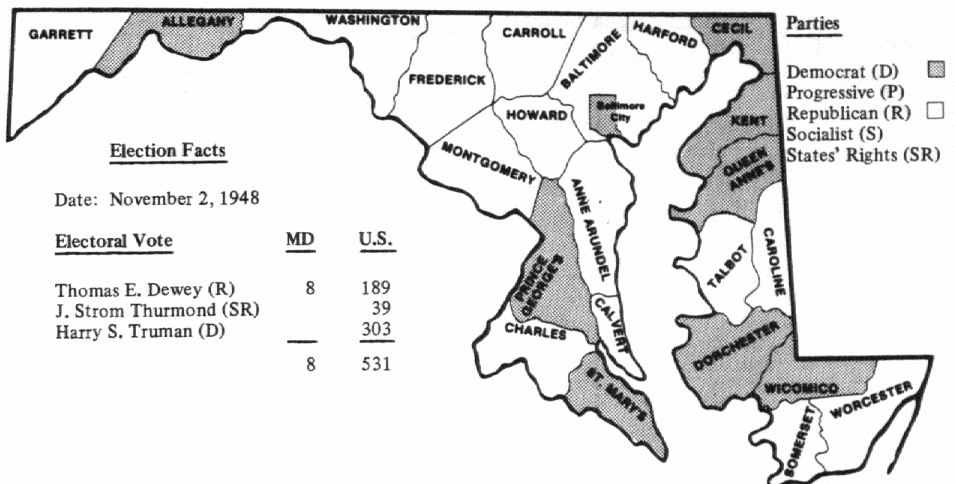 GARRETT
ALLEGANY
WASHINGTON
FREDERICK
CARROLL
BALTIMORE
HARFORD
CECIL
Baltimore
City
HOWARD
MONTGOMERY
KENT
QUEEN
ANNE'S
ANNE ARUNDEL
PRINCE
GEORGE'S
CALVERT
CHARLES
ST. MARY'S
TALBOT
CAROLINE
DORCHESTER
WICOMICO
SOMERSET
WORCESTER
Parties
Democrat (D)
Progressive (P)
Republican (R)
Socialist (S)
States' Rights (SR)
Election Facts
Date: November 2, 1948
Electoral Vote MD U.S.
Thomas E. Dewey (R) 8 189
J. Strom Thurmond (SR) 39
Harry S. Truman (D) 303
8 531